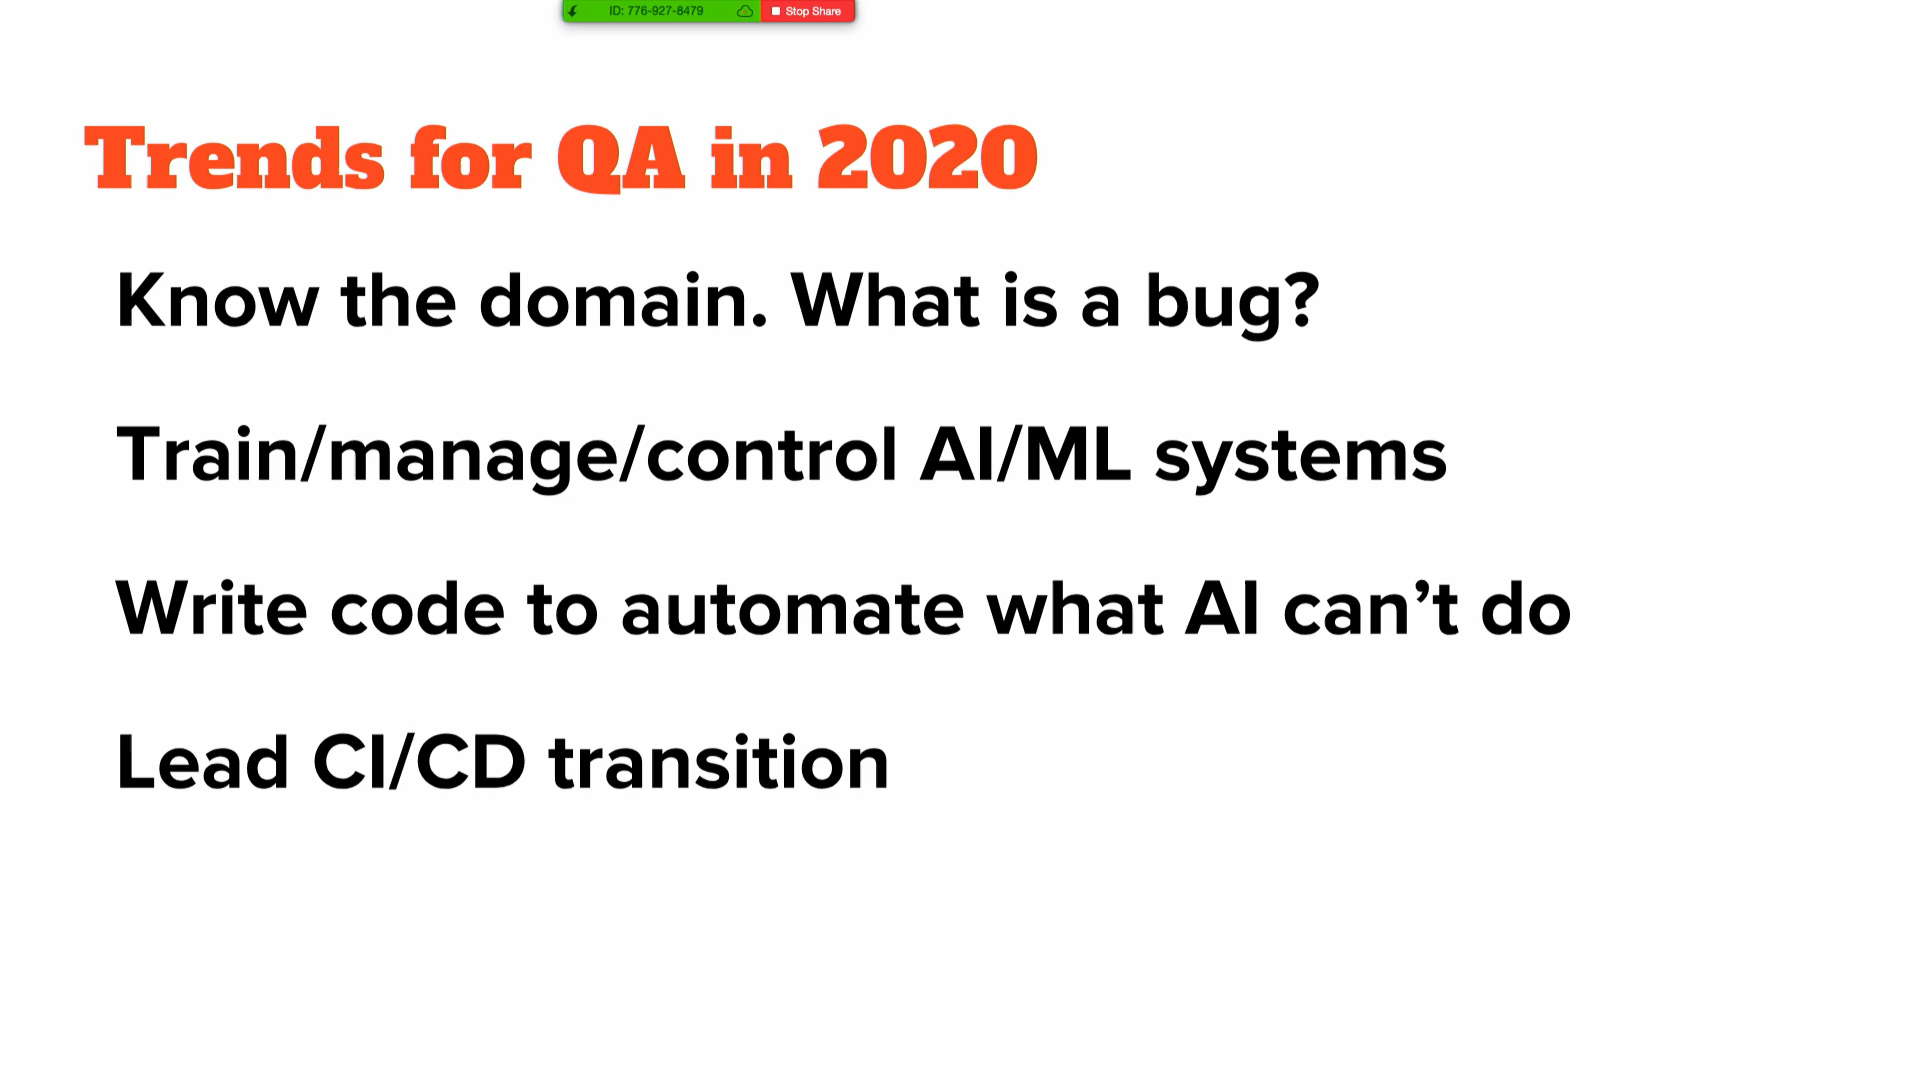 ID: 776-927-8479 Stop Share
Trends for QA in 2020
Know the domain. What is a bug?
Train/manage/control AI/ML systems
Write code to automate what AI can’t do
Lead CI/CD transition